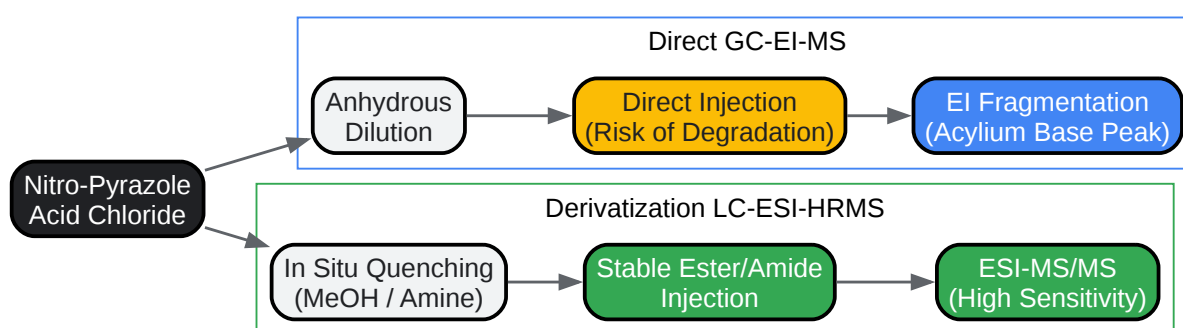 Direct GC-EI-MS
Anhydrous
Dilution
Direct Injection
(Risk of Degradation)
EI Fragmentation
(Acylium Base Peak)
Nitro-Pyrazole
Acid Chloride
Derivatization LC-ESI-HRMS
In Situ Quenching
(MeOH / Amine)
Stable Ester/Amide
Injection
ESI-MS/MS
(High Sensitivity)